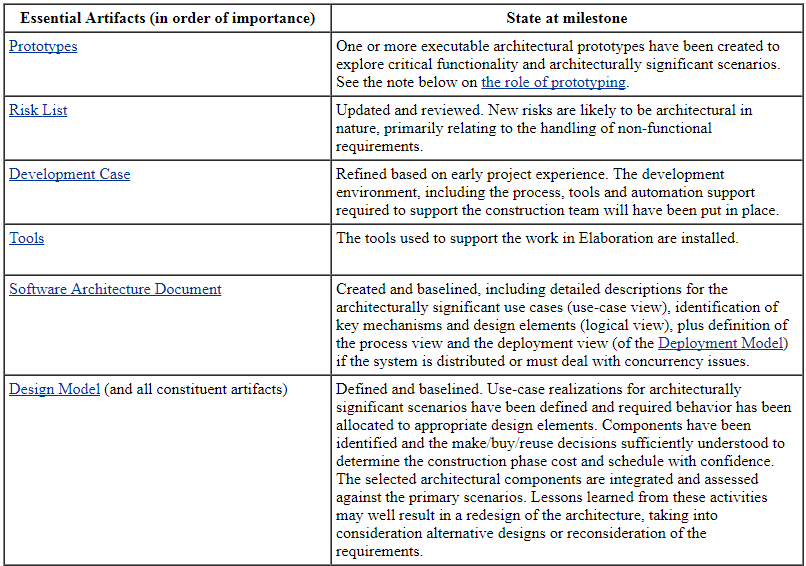 Essential Artifacts (in order of importance)
State at milestone
Prototypes
One or more executable architectural prototypes have been created to
explore critical functionality and architecturally significant scenarios.
See the note below on the role of prototyping.
Risk List
Updated and reviewed. New risks are likely to be architectural in
nature, primarily relating to the handling of non-functional
requirements.
Development Case
Refined based on early project experience. The development
environment, including the process, tools and automation support
required to support the construction team will have been put in place.
Tools
The tools used to support the work in Elaboration are installed.
Software Architecture Document
Created and baselined, including detailed descriptions for the
architecturally significant use cases (use-case view), identification of
key mechanisms and design elements (logical view), plus definition of
the process view and the deployment view (of the Deployment Model)
if the system is distributed or must deal with concurrency issues.
Design Model (and all constituent artifacts)
Defined and baselined. Use-case realizations for architecturally
significant scenarios have been defined and required behavior has been
allocated to appropriate design elements. Components have been
identified and the make/buy/reuse decisions sufficiently understood to
determine the construction phase cost and schedule with confidence.
The selected architectural components are integrated and assessed
against the primary scenarios. Lessons learned from these activities
may well result in a redesign of the architecture, taking into
consideration alternative designs or reconsideration of the
requirements.